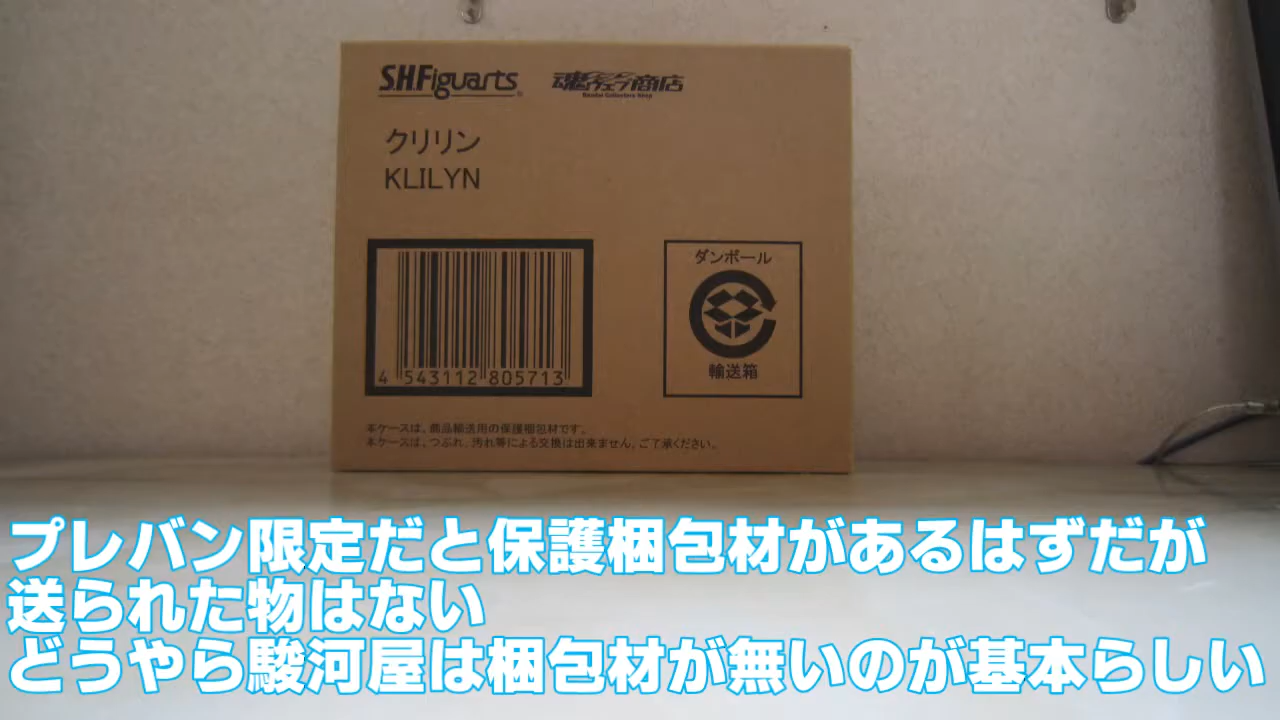 S.H.Figuarts
魂ウェブ商店
Bandai Collectors Shop
クリリン
KLILYN
4 543112 805713
ダンボール
輸送箱
本ケースは、商品輸送用の保護梱包材です。
本ケースは、つぶれ、汚れ等による交換は出来ません。ご了承ください。
プレバン限定だと保護梱包材があるはずだが
送られた物はない
どうやら駿河屋は梱包材が無いのが基本らしい